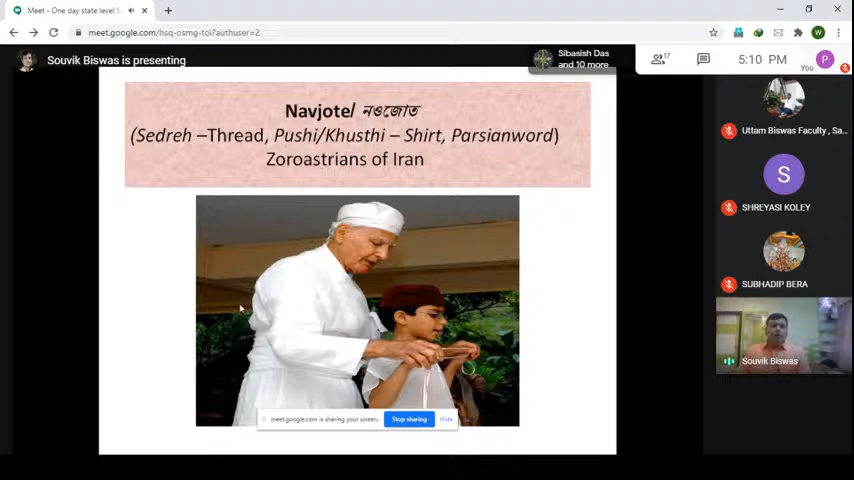 Meet - One day state level S
meet.google.com/hsq-osmg-toi?authuser=2
Souvik Biswas is presenting
Sibasish Das
and 10 more
17
5:10 PM
P
You
W
Navjote/ নওজোত
(Sedreh –Thread, Pushi/Khusthi – Shirt, Parsianword)
Zoroastrians of Iran
meet.google.com is sharing your screen.
Stop sharing
Hide
Uttam Biswas Faculty , Sa...
S
SHREYASI KOLEY
SUBHADIP BERA
Souvik Biswas